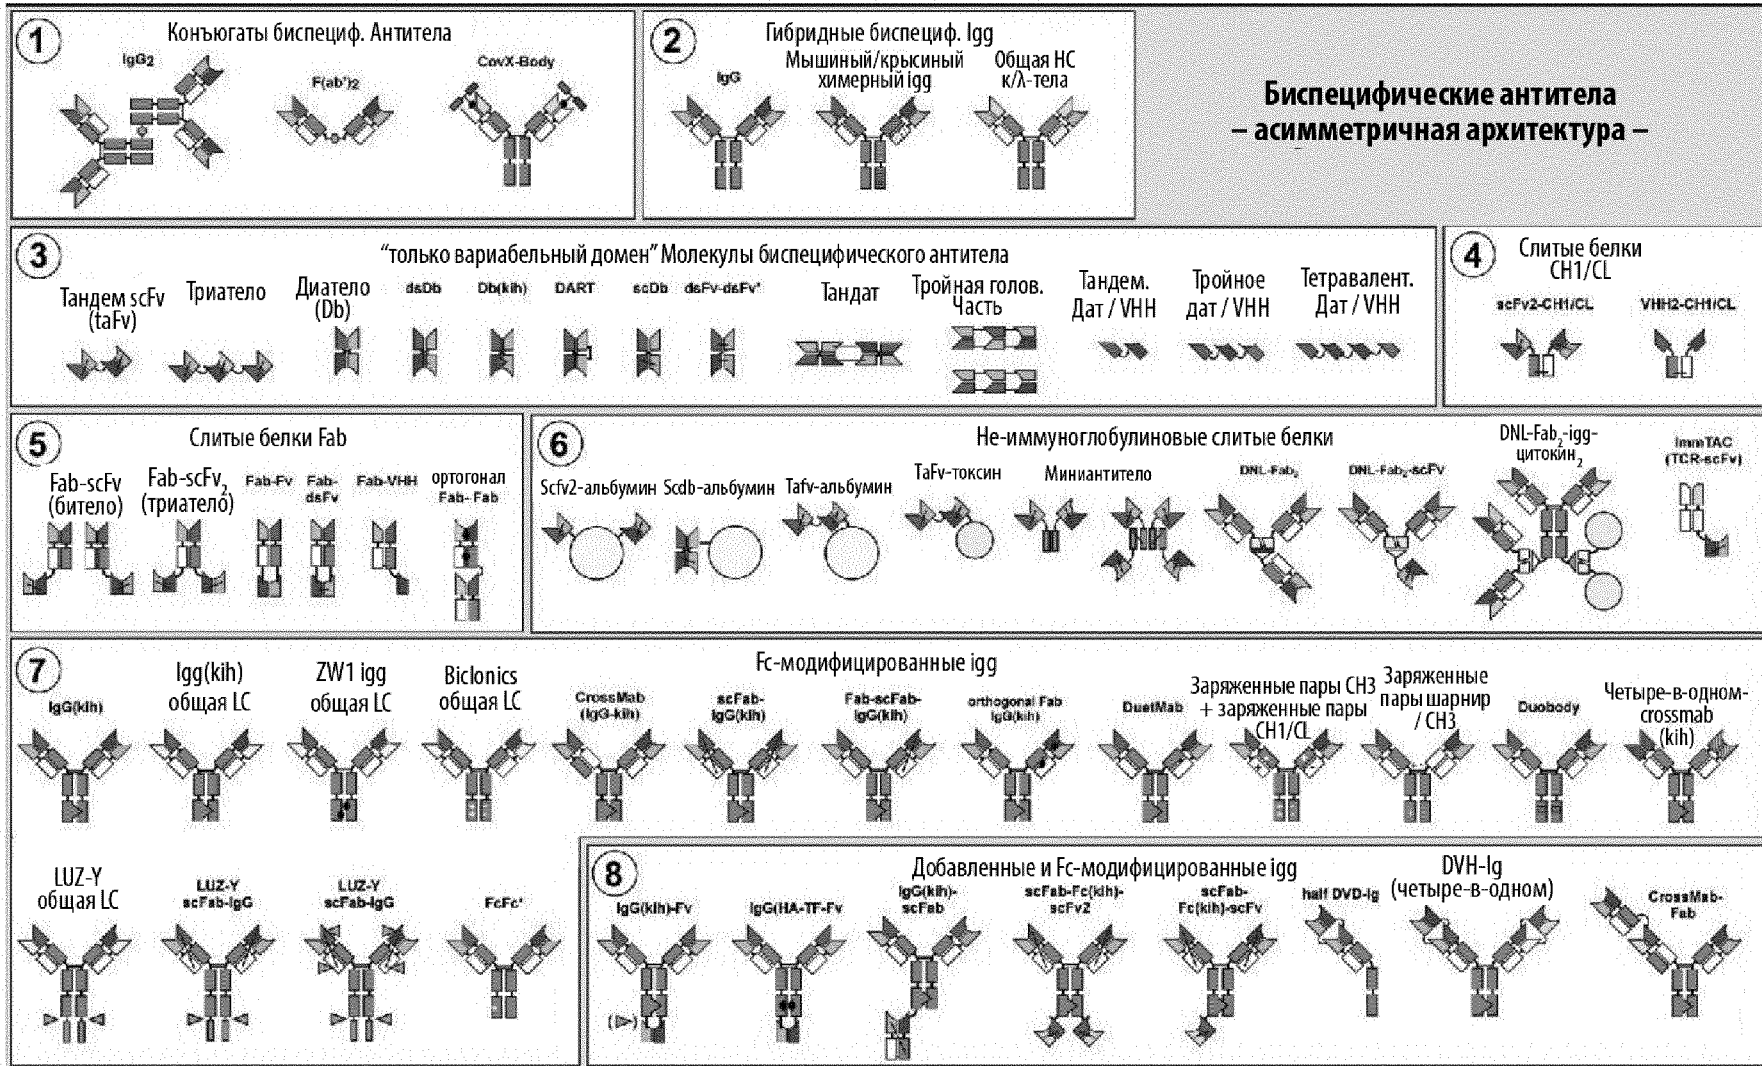 1
Конъюгаты биспециф. Антитела
IgG₂
F(ab')₂
CovX-Body
2
Гибридные биспециф. Igg
IgG
Мышиный/крысиный
химерный igg
Общая НС
κ/λ-тела
Биспецифические антитела
– асимметричная архитектура –
3
"только вариабельный домен" Молекулы биспецифического антитела
Тандем scFv
(taFv)
Триатело
Диатело
(Db)
dsDb
Db(kih)
DART
scDb
dsFv-dsFv'
Тандат
Тройная голов.
Часть
Тандем.
Дат / VHH
Тройное
дат / VHH
Тетравалент.
Дат / VHH
4
Слитые белки
CH1/CL
scFv2-CH1/CL
VHH2-CH1/CL
5
Слитые белки Fab
Fab-scFv
(битело)
Fab-scFv₂
(триатело)
Fab-Fv
Fab-
dsFv
Fab-VHH
ортогонал
Fab- Fab
6
Не-иммуноглобулиновые слитые белки
Scfv2-альбумин
Scdb-альбумин
Tafv-альбумин
TaFv-токсин
Миниантитело
DNL-Fab₃
DNL-Fab₂-scFv
DNL-Fab₂-igg-
цитокин₂
ImmTAC
(TCR-scFv)
7
Fc-модифицированные igg
IgG(kih)
Igg(kih)
общая LC
ZW1 igg
общая LC
Biclonics
общая LC
CrossMab
(IgG-kih)
scFab-
IgG(kih)
Fab-scFab-
IgG(kih)
orthogonal Fab
IgG(kih)
DuetMab
Заряженные пары CH3
+ заряженные пары
CH1/CL
Заряженные
пары шарнир
/ CH3
Duobody
Четыре-в-одном-
crossmab
(kih)
LUZ-Y
общая LC
LUZ-Y
scFab-IgG
LUZ-Y
scFab-IgG
FcFc*
8
Добавленные и Fc-модифицированные igg
IgG(kih)-Fv
IgG(HA-TF-Fv
IgG(kih)-
scFab
scFab-Fc(kih)-
scFv2
scFab-
Fc(kih)-scFv
half DVD-Ig
DVH-Ig
(четыре-в-одном)
CrossMab-
Fab